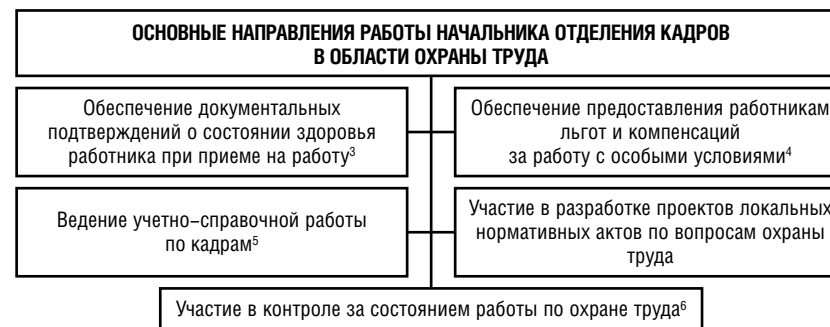 ОСНОВНЫЕ НАПРАВЛЕНИЯ РАБОТЫ НАЧАЛЬНИКА ОТДЕЛЕНИЯ КАДРОВ
В ОБЛАСТИ ОХРАНЫ ТРУДА
Обеспечение документальных
подтверждений о состоянии здоровья
работника при приеме на работу³
Обеспечение предоставления работникам
льгот и компенсаций
за работу с особыми условиями⁴
Ведение учетно–справочной работы
по кадрам⁵
Участие в разработке проектов локальных
нормативных актов по вопросам охраны
труда
Участие в контроле за состоянием работы по охране труда⁶